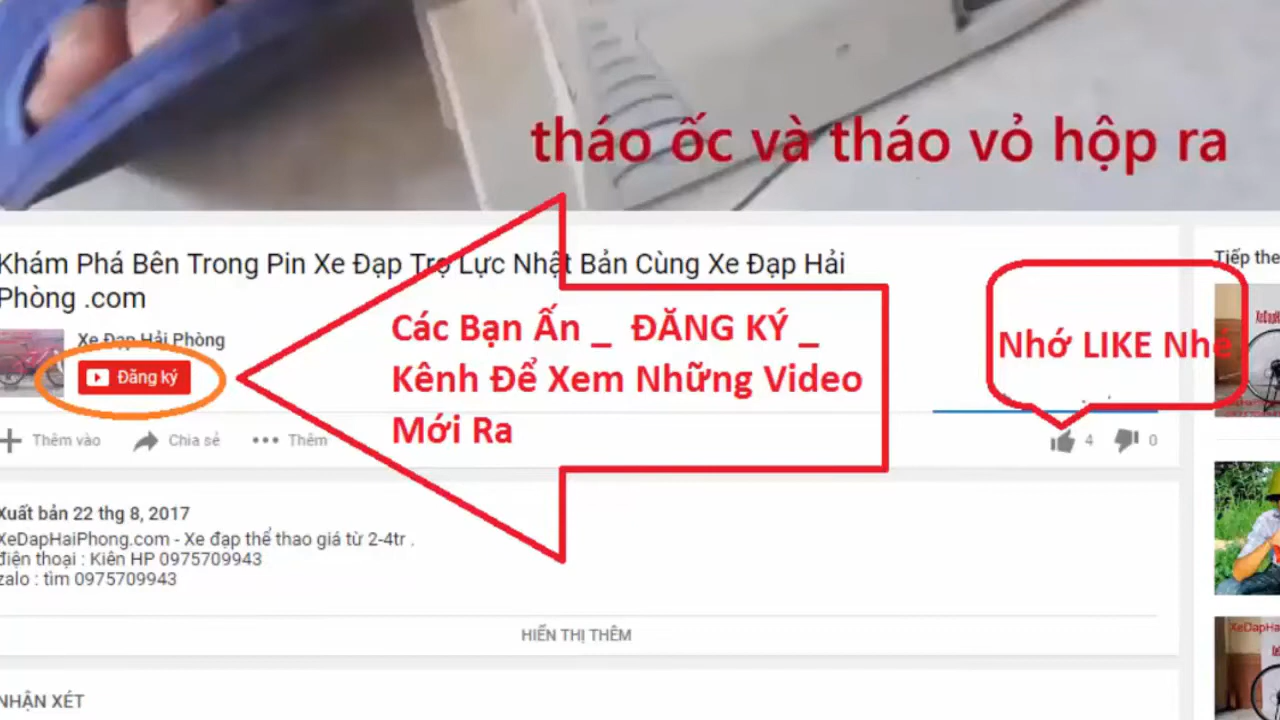 tháo ốc và tháo vỏ hộp ra
Khám Phá Bên Trong Pin Xe Đạp Trợ Lực Nhật Bản Cùng Xe Đạp Hải
Phòng .com
Tiếp the
Xe Đạp Hải Phòng
Đăng ký
Các Bạn Ấn _ ĐĂNG KÝ _
Kênh Để Xem Những Video
Mới Ra
Nhớ LIKE Nhé
Thêm vào
Chia sẻ
Thêm
4
0
Xuất bản 22 thg 8, 2017
XeDapHaiPhong.com - Xe đạp thể thao giá từ 2-4tr .
điện thoại : Kiên HP 0975709943
zalo : tìm 0975709943
HIỂN THỊ THÊM
XeDapHa
NHẬN XÉT